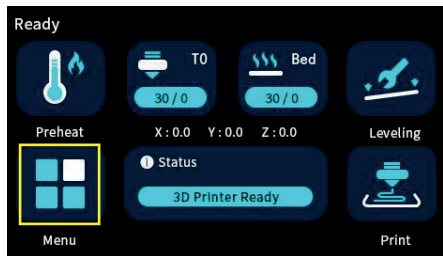 Ready
T0
Bed
30 / 0
30 / 0
Preheat
X : 0.0 Y : 0.0 Z : 0.0
Leveling
Status
3D Printer Ready
Menu
Print